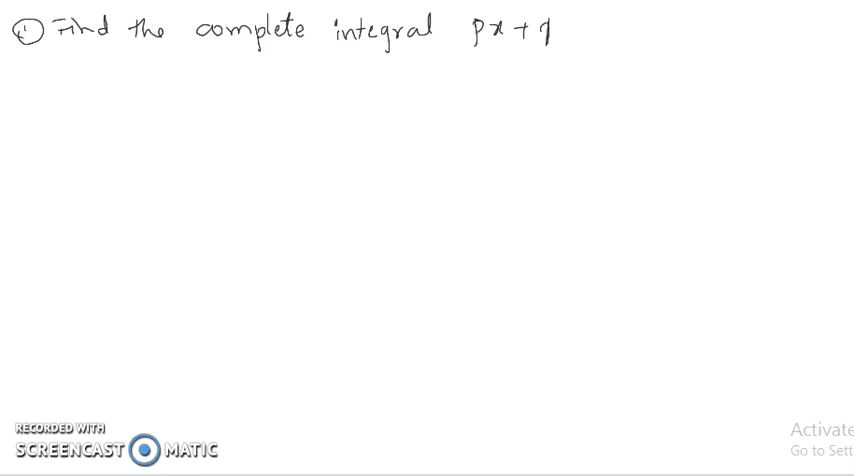 ① Find the complete integral px + q
RECORDED WITH
SCREENCAST MATIC
Activate
Go to Sett